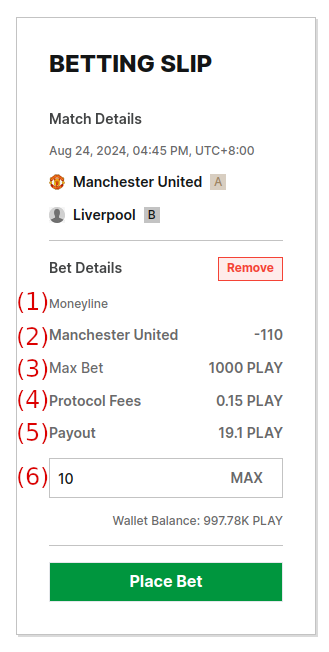 BETTING SLIP
Match Details
Aug 24, 2024, 04:45 PM, UTC+8:00
Manchester United A
Liverpool B
Bet Details Remove
(1) Moneyline
(2) Manchester United -110
(3) Max Bet 1000 PLAY
(4) Protocol Fees 0.15 PLAY
(5) Payout 19.1 PLAY
(6) 10 MAX
Wallet Balance: 997.78K PLAY
Place Bet